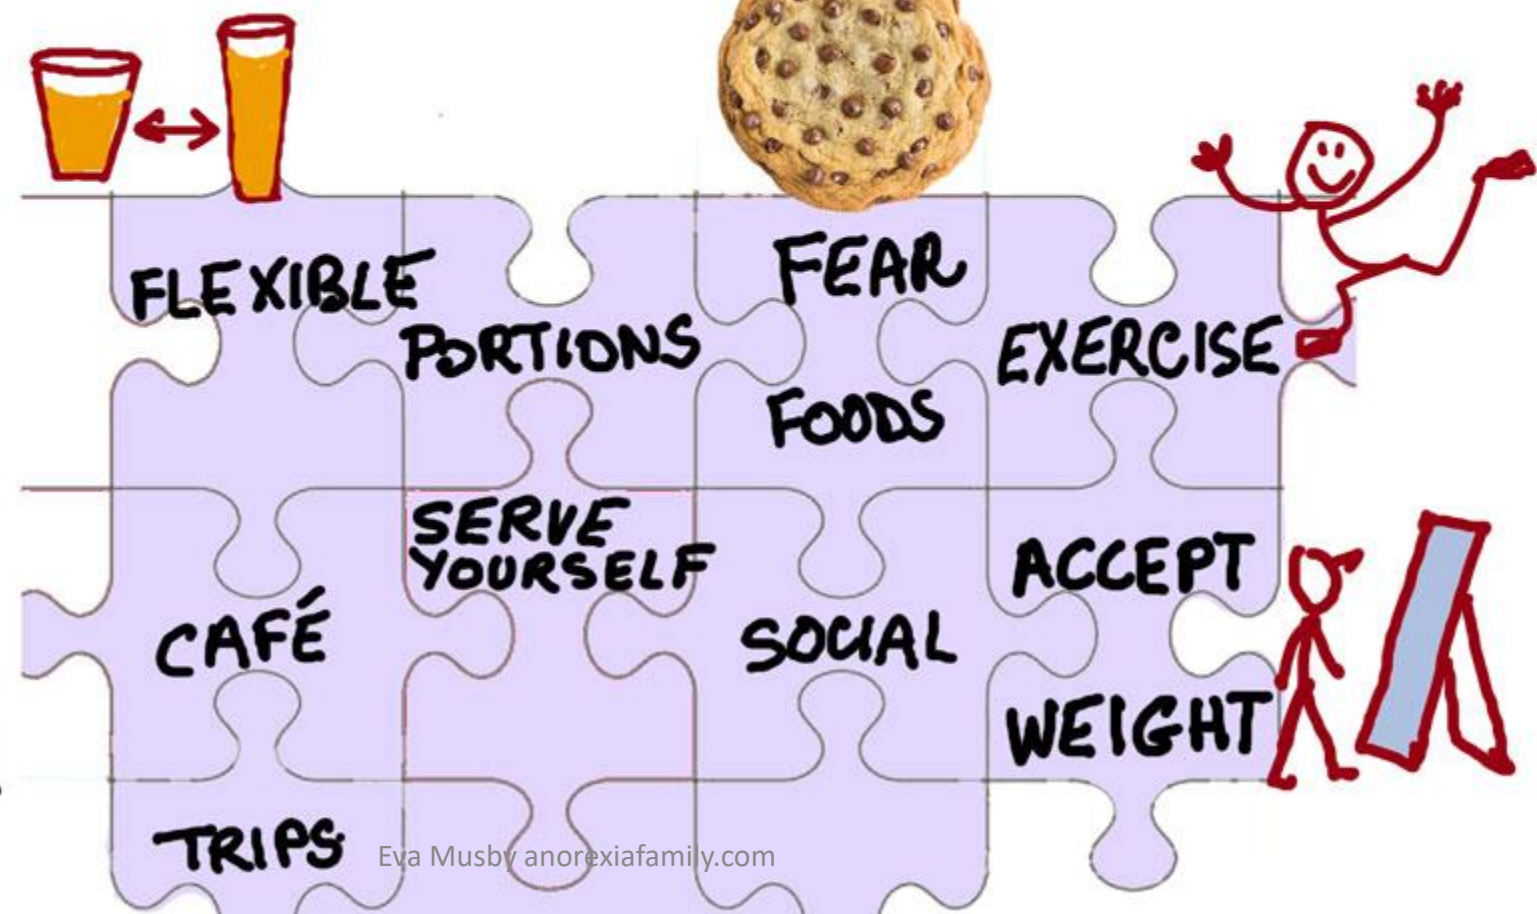 FLEXIBLE
PORTIONS
FEAR
FOODS
EXERCISE
CAFÉ
SERVE
YOURSELF
SOCIAL
ACCEPT
WEIGHT
TRIPS
Eva Musby anorexiafamily.com